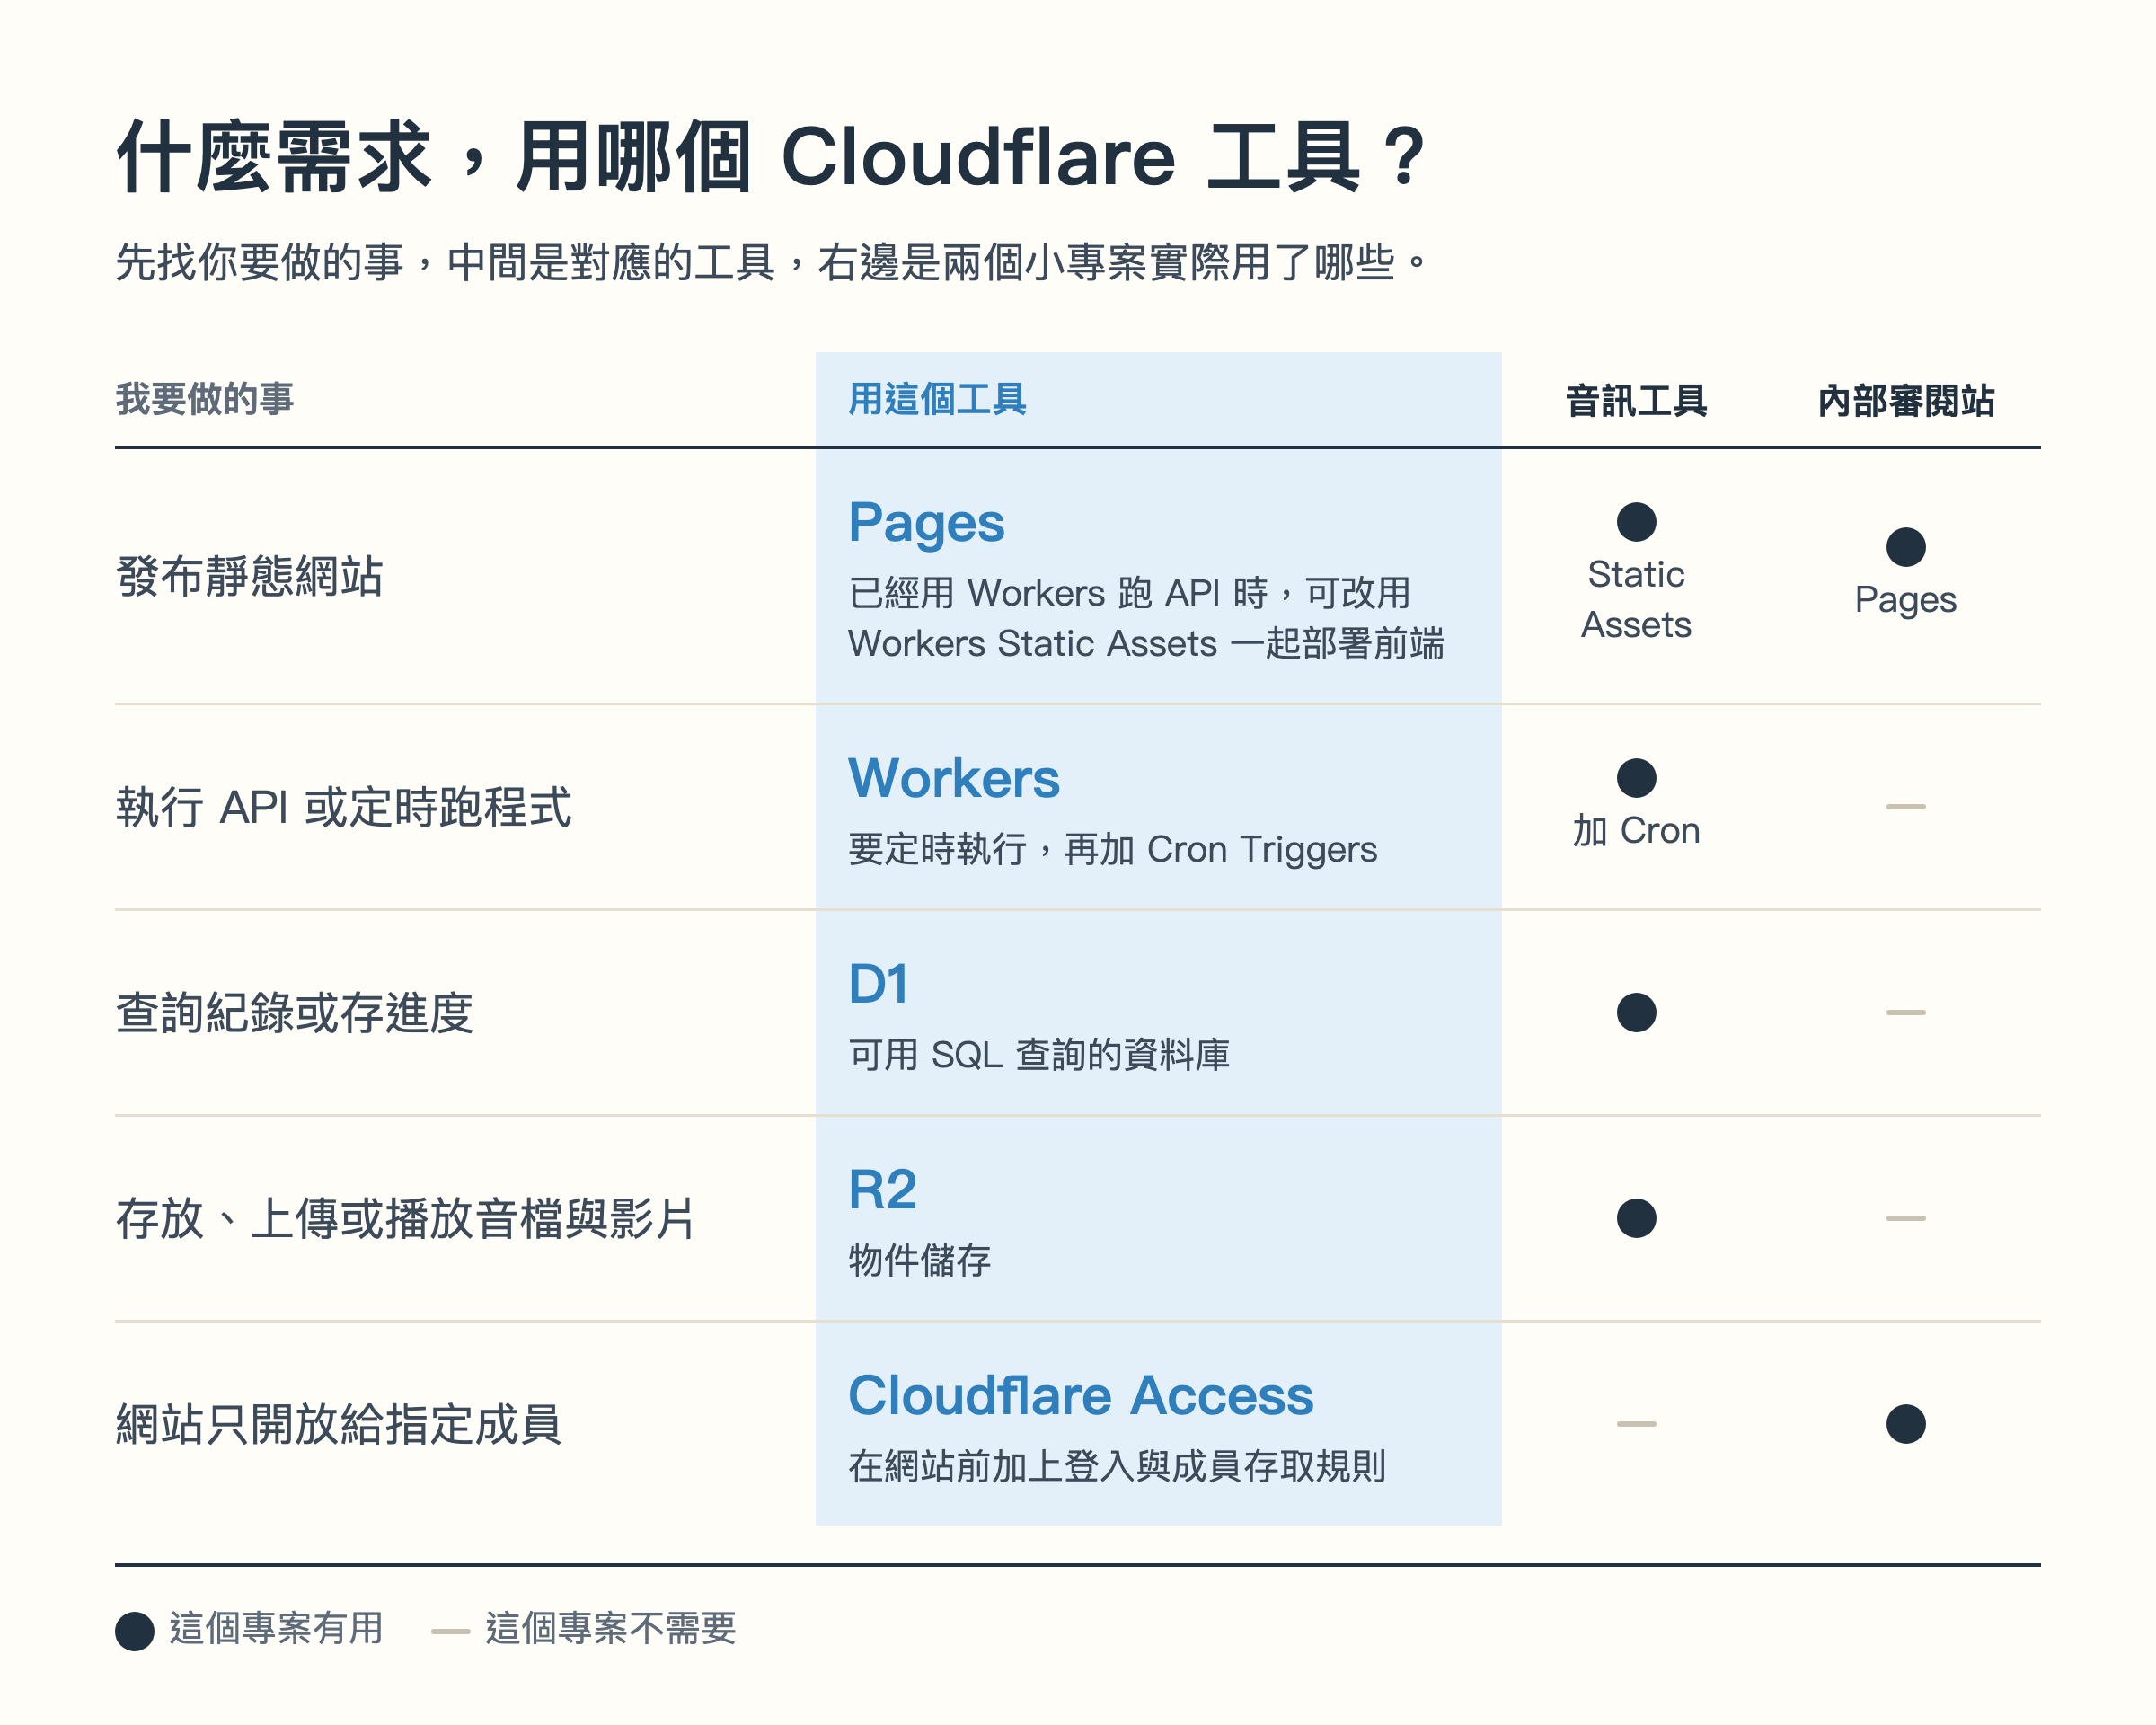 什麼需求，用哪個 Cloudflare 工具？
先找你要做的事，中間是對應的工具，右邊是兩個小專案實際用了哪些。
我要做的事 用這個工具 音訊工具 內部審閱站
發布靜態網站
Pages
已經用 Workers 跑 API 時，可改用
Workers Static Assets 一起部署前端
Static
Assets
Pages
執行 API 或定時跑程式
Workers
要定時執行，再加 Cron Triggers
加 Cron
查詢紀錄或存進度
D1
可用 SQL 查詢的資料庫
存放、上傳或播放音檔與影片
R2
物件儲存
網站只開放給指定成員
Cloudflare Access
在網站前加上登入與成員存取規則
這個專案有用 這個專案不需要